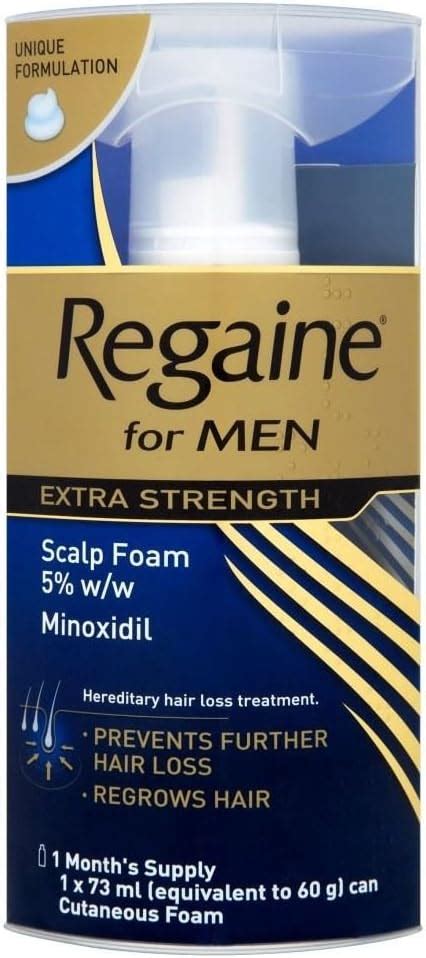 UNIQUE
FORMULATION
Regaine®
for MEN
EXTRA STRENGTH
Scalp Foam
5% w/w
Minoxidil
Hereditary hair loss treatment.
· PREVENTS FURTHER
HAIR LOSS
· REGROWS HAIR
1 Month's Supply
1 x 73 ml (equivalent to 60 g) can
Cutaneous Foam